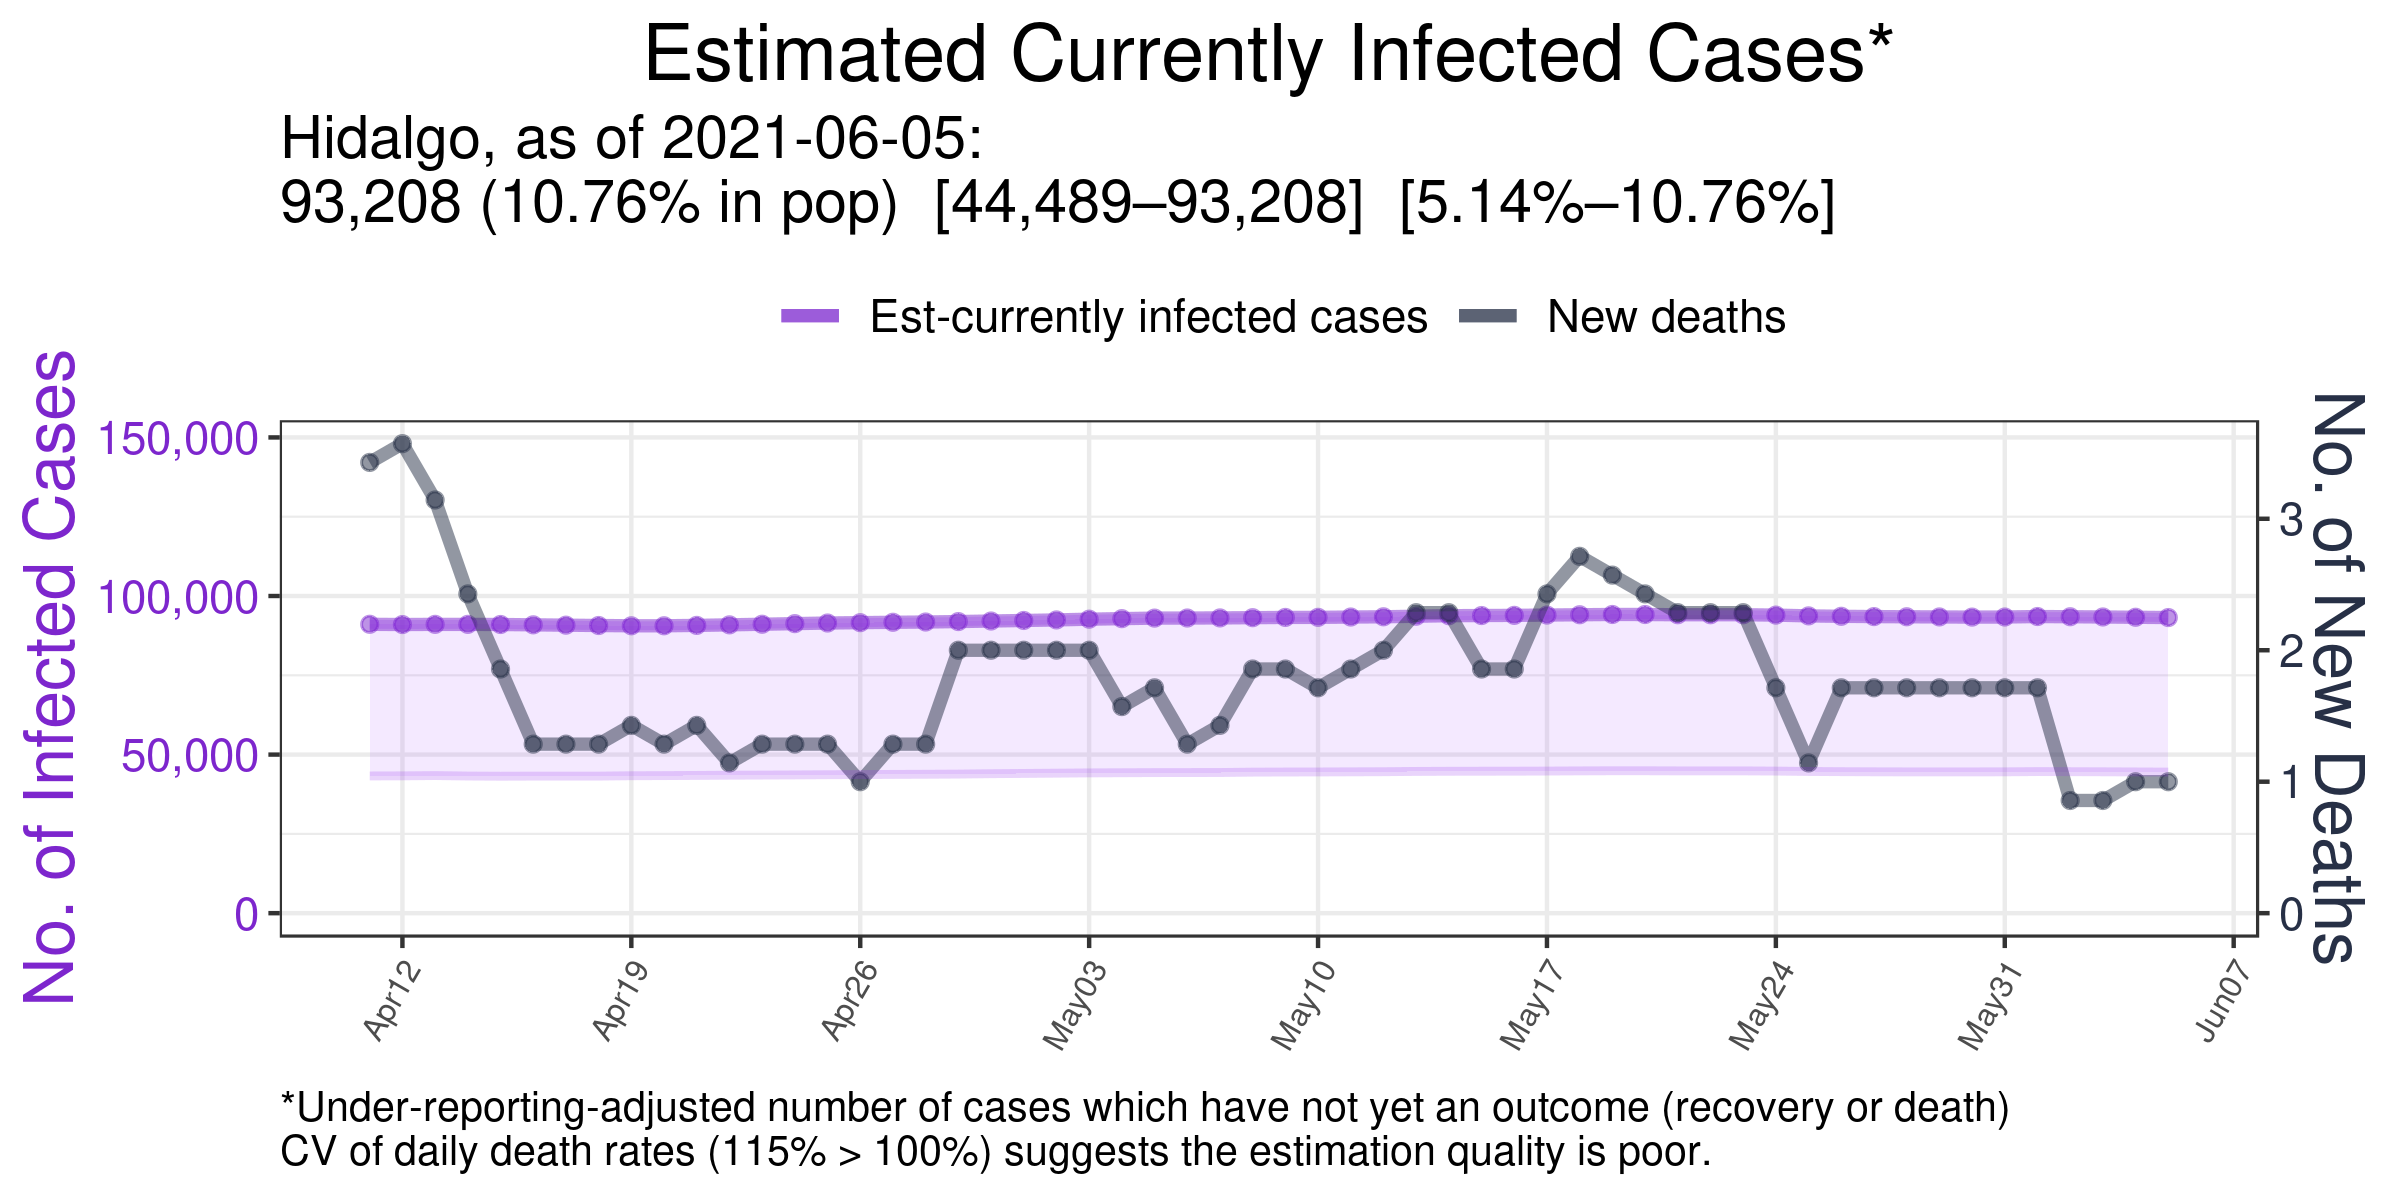 Estimated Currently Infected Cases*
Hidalgo, as of 2021-06-05:
93,208 (10.76% in pop) [44,489–93,208] [5.14%–10.76%]
Est-currently infected cases
New deaths
No. of Infected Cases
150,000
100,000
50,000
0
3
2
1
0
No. of New Deaths
Apr12
Apr19
Apr26
May03
May10
May17
May24
May31
Jun07
*Under-reporting-adjusted number of cases which have not yet an outcome (recovery or death)
CV of daily death rates (115% > 100%) suggests the estimation quality is poor.